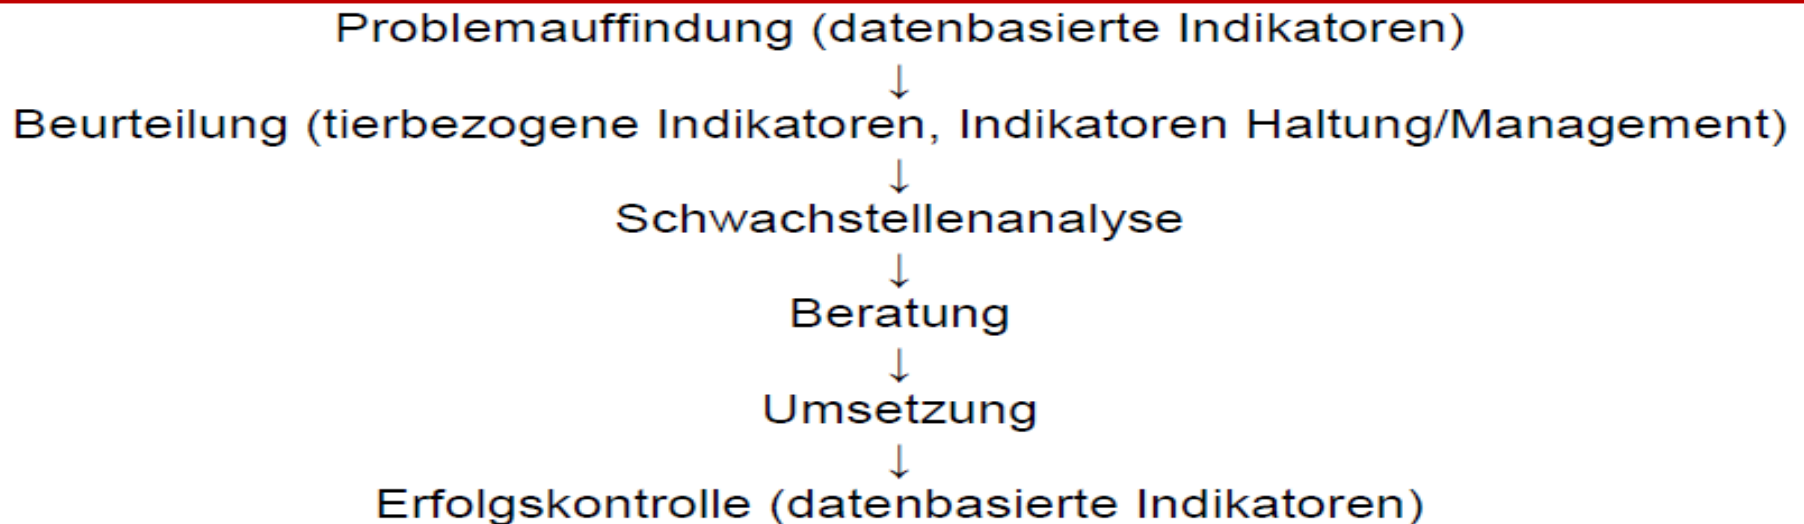 Problemauffindung (datenbasierte Indikatoren)
↓
Beurteilung (tierbezogene Indikatoren, Indikatoren Haltung/Management)
↓
Schwachstellenanalyse
↓
Beratung
↓
Umsetzung
↓
Erfolgskontrolle (datenbasierte Indikatoren)